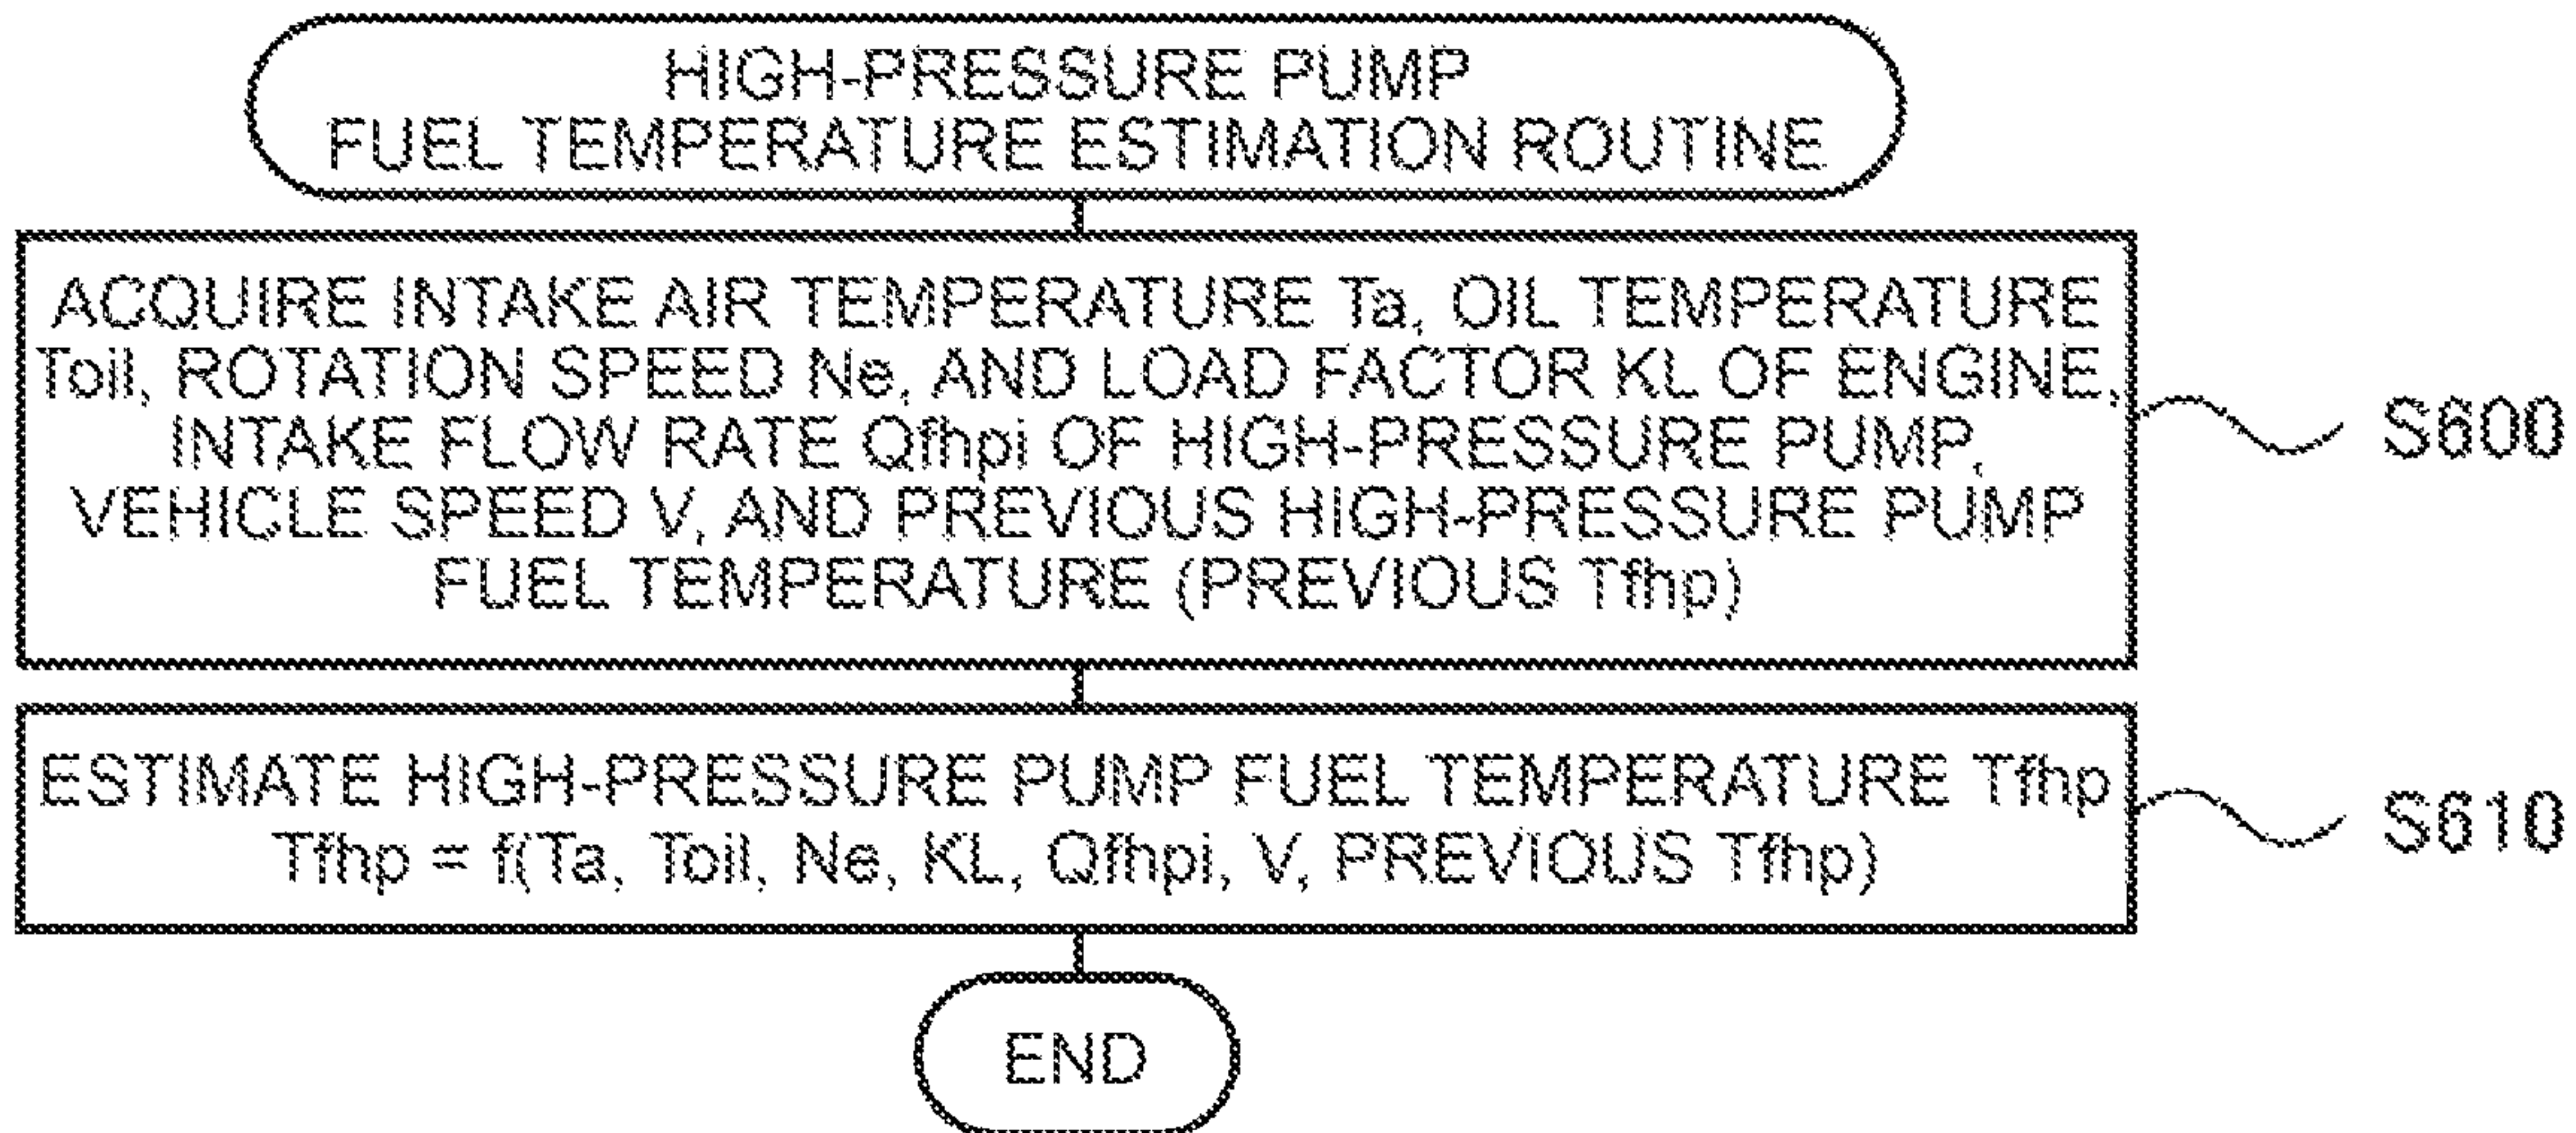 HIGH-PRESSURE PUMP
FUEL TEMPERATURE ESTIMATION ROUTINE
ACQUIRE INTAKE AIR TEMPERATURE Ta, OIL TEMPERATURE
Toil, ROTATION SPEED Ne, AND LOAD FACTOR KL OF ENGINE,
INTAKE FLOW RATE Qfhpi OF HIGH-PRESSURE PUMP,
VEHICLE SPEED V, AND PREVIOUS HIGH-PRESSURE PUMP
FUEL TEMPERATURE (PREVIOUS Tfhp)
S600
ESTIMATE HIGH-PRESSURE PUMP FUEL TEMPERATURE Tfhp
Tfhp = f(Ta, Toil, Ne, KL, Qfhpi, V, PREVIOUS Tfhp)
S610
END